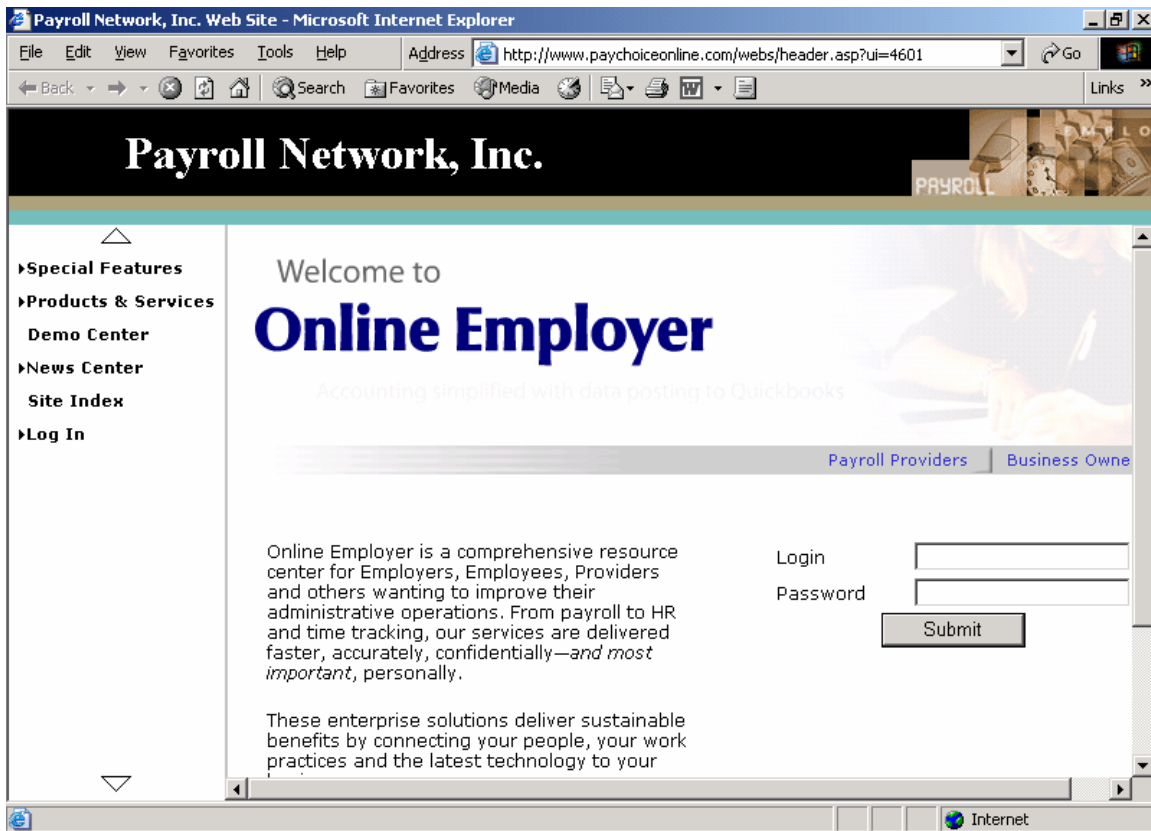 Payroll Network, Inc. Web Site - Microsoft Internet Explorer
File Edit View Favorites Tools Help Address http://www.paychoiceonline.com/webs/header.asp?ui=4601 Go
Back Search Favorites Media Links »
Payroll Network, Inc.
EMPLO
PAYROLL
Special Features
Products & Services
Demo Center
News Center
Site Index
Log In
Welcome to
Online Employer
Accounting simplified with data posting to Quickbooks
Payroll Providers Business Owne
Online Employer is a comprehensive resource
center for Employers, Employees, Providers
and others wanting to improve their
administrative operations. From payroll to HR
and time tracking, our services are delivered
faster, accurately, confidentially—and most
important, personally.
These enterprise solutions deliver sustainable
benefits by connecting your people, your work
practices and the latest technology to your
Login
Password
Submit
Internet